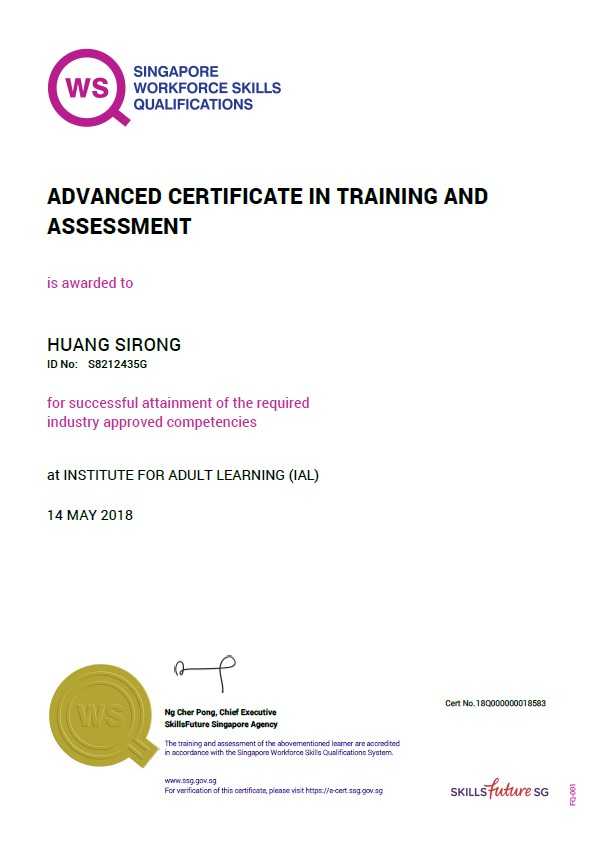 WS
SINGAPORE
WORKFORCE SKILLS
QUALIFICATIONS
ADVANCED CERTIFICATE IN TRAINING AND
ASSESSMENT
is awarded to
HUANG SIRONG
ID No: S8212435G
for successful attainment of the required
industry approved competencies
at INSTITUTE FOR ADULT LEARNING (IAL)
14 MAY 2018
WS
Ng Cher Pong, Chief Executive
SkillsFuture Singapore Agency
The training and assessment of the abovementioned learner are accredited
in accordance with the Singapore Workforce Skills Qualifications System.
www.ssg.gov.sg
For verification of this certificate, please visit https://e-cert.ssg.gov.sg
Cert No.18Q000000018583
SKILLSfuture SG
FQ-001